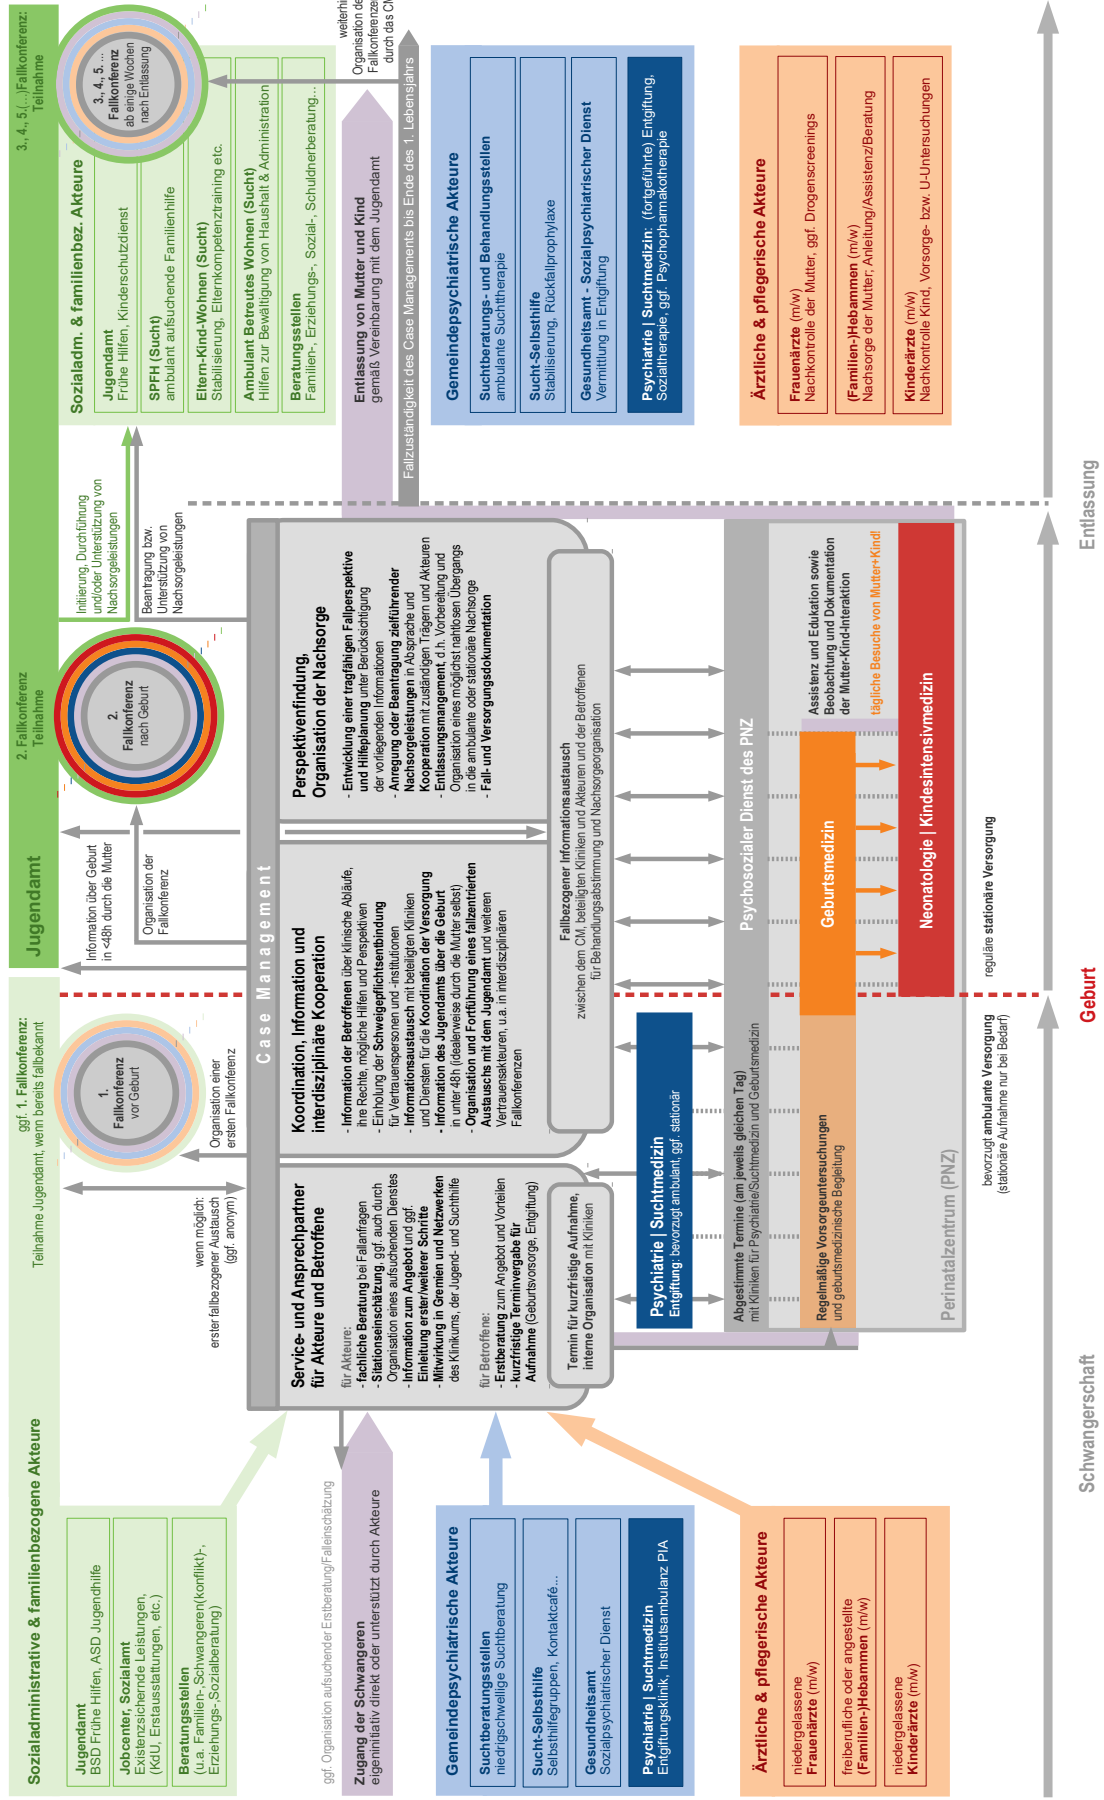 Sozialadministrative & familienbezogene Akteure
Jugendamt
BSD Frühe Hilfen, ASD Jugendhilfe
Jobcenter, Sozialamt
Existenzsichernde Leistungen,
(KdU, Erstausstattungen, etc.)
Beratungsstellen
(u.a. Familien-,Schwangeren(konflikt)-,
Erziehungs-,Sozialberatung)
ggf. Organisation aufsuchender Erstberatung/Falleinschätzung
Zugang der Schwangeren
eigeninitiativ direkt oder unterstützt durch Akteure
Gemeindepsychiatrische Akteure
Suchtberatungsstellen
niedrigschwellige Suchtberatung
Sucht-Selbsthilfe
Selbsthilfegruppen, Kontaktcafé...
Gesundheitsamt
Sozialpsychiatrischer Dienst
Psychiatrie | Suchtmedizin
Entgiftungsklinik, Institutsambulanz PIA
Ärztliche & pflegerische Akteure
niedergelassene
Frauenärzte (m/w)
freiberufliche oder angestellte
(Familien-)Hebammen (m/w)
niedergelassene
Kinderärzte (m/w)
ggf. 1. Fallkonferenz:
Teilnahme Jugendamt, wenn bereits fallbekannt
1.
Fallkonferenz
vor Geburt
wenn möglich:
erster fallbezogener Austausch
(ggf. anonym)
Organisation einer
ersten Fallkonferenz
Jugendamt
Information über Geburt
in <48h durch die Mutter
Organisation der
Fallkonferenz
2. Fallkonferenz
Teilnahme
2.
Fallkonferenz
nach Geburt
Initiierung, Durchführung
und/oder Unterstützung von
Nachsorgeleistungen
Beantragung bzw.
Unterstützung von
Nachsorgeleistungen
Case Management
Service- und Ansprechpartner
für Akteure und Betroffene
für Akteure:
- fachliche Beratung bei Fallanfragen
- Sitationseinschätzung, ggf. auch durch
Organisation eines aufsuchenden Dienstes
- Information zum Angebot und ggf.
Einleitung erster/weiterer Schritte
- Mitwirkung in Gremien und Netzwerken
des Klinikums, der Jugend- und Suchthilfe
für Betroffene:
- Erstberatung zum Angebot und Vorteilen
- kurzfristige Terminvergabe für
Aufnahme (Geburtsvorsorge, Entgiftung)
Termin für kurzfristige Aufnahme,
interne Organisation mit Kliniken
Koordination, Information und
interdisziplinäre Kooperation
- Information der Betroffenen über klinische Abläufe,
ihre Rechte, mögliche Hilfen und Perspektiven
- Einholung der Schweigepflichtsentbindung
für Vertrauenspersonen und -institutionen
- Informationsaustausch mit beteiligten Kliniken
und Diensten für die Koordination der Versorgung
- Information des Jugendamts über die Geburt
in unter 48h (idealerweise durch die Mutter selbst)
- Organisation und Fortführung eines fallzentrierten
Austauschs mit dem Jugendamt und weiteren
Vertrauensakteuren, u.a. in interdisziplinären
Fallkonferenzen
Perspektivenfindung,
Organisation der Nachsorge
- Entwicklung einer tragfähigen Fallperspektive
und Hilfeplanung unter Berücksichtigung
der vorliegenden Informationen
- Anregung oder Beantragung zielführender
Nachsorgeleistungen in Absprache und
Kooperation mit zuständigen Trägern und Akteuren
- Entlassungsmangement, d.h. Vorbereitung und
Organisation eines möglichst nahtlosen Übergangs
in die ambulante oder stationäre Nachsorge
- Fall- und Versorgungsdokumentation
Fallbezogener Informationsaustausch
zwischen dem CM, beteiligten Kliniken und Akteuren und der Betroffenen
für Behandlungsabstimmung und Nachsorgeorganisation
Psychiatrie | Suchtmedizin
Entgiftung: bevorzugt ambulant, ggf. stationär
Psychosozialer Dienst des PNZ
Abgestimmte Termine (am jeweils gleichen Tag)
mit Kliniken für Psychiatrie/Suchtmedizin und Geburtsmedizin
Regelmäßige Vorsorgeuntersuchungen
und geburtsmedizinische Begleitung
Geburtsmedizin
Assistenz und Edukation sowie
Beobachtung und Dokumentation
der Mutter-Kind-Interaktion
tägliche Besuche von Mutter+Kind!
Neonatologie | Kindesintensivmedizin
Perinatalzentrum (PNZ)
bevorzugt ambulante Versorgung
(stationäre Aufnahme nur bei Bedarf)
reguläre stationäre Versorgung
3., 4., 5.(...)Fallkonferenz:
Teilnahme
3., 4., 5. ...
Fallkonferenz
ab einige Wochen
nach Entlassung
Sozialadm. & familienbez. Akteure
Jugendamt
Frühe Hilfen, Kinderschutzdienst
SPFH (Sucht)
ambulant aufsuchende Familienhilfe
Eltern-Kind-Wohnen (Sucht)
Stabilisierung, Elternkompetenztraining etc.
Ambulant Betreutes Wohnen (Sucht)
Hilfen zur Bewältigung von Haushalt & Administration
Beratungsstellen
Familien-, Erziehungs-, Sozial-, Schuldnerberatung...
weiterhin
Organisation der
Fallkonferenzen
durch das CM
Entlassung von Mutter und Kind
gemäß Vereinbarung mit dem Jugendamt
Fallzuständigkeit des Case Managements bis Ende des 1. Lebensjahrs
Gemeindepsychiatrische Akteure
Suchtberatungs- und Behandlungsstellen
ambulante Suchttherapie
Sucht-Selbsthilfe
Stabilisierung, Rückfallprophylaxe
Gesundheitsamt - Sozialpsychiatrischer Dienst
Vermittlung in Entgiftung
Psychiatrie | Suchtmedizin: (fortgeführte) Entgiftung,
Sozialtherapie, ggf. Psychopharmakotherapie
Ärztliche & pflegerische Akteure
Frauenärzte (m/w)
Nachkontrolle der Mutter, ggf. Drogenscreenings
(Familien-)Hebammen (m/w)
Nachsorge der Mutter; Anleitung/Assistenz/Beratung
Kinderärzte (m/w)
Nachkontrolle Kind, Vorsorge- bzw. U-Untersuchungen
Schwangerschaft
Geburt
Entlassung